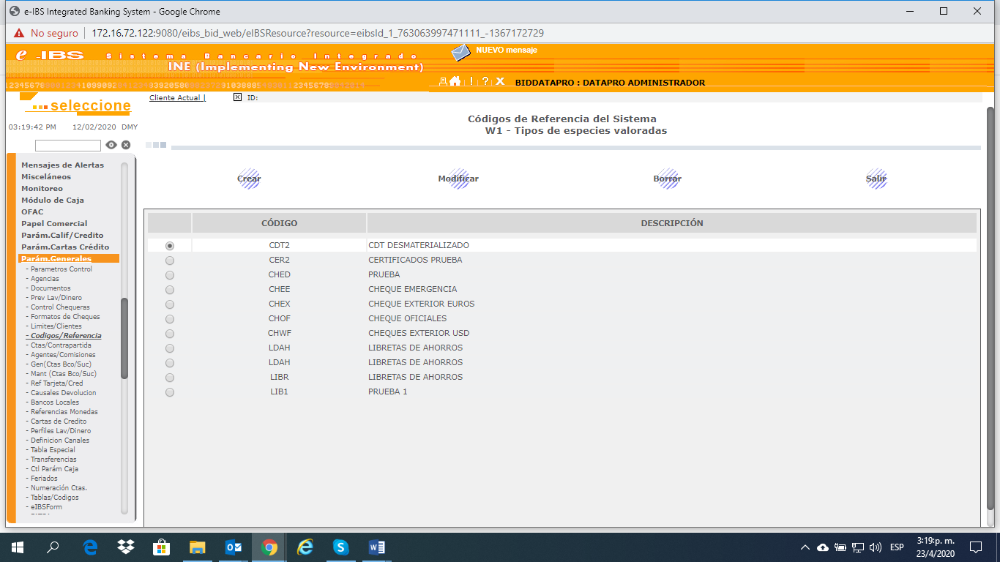 e-IBS Integrated Banking System - Google Chrome
No seguro
172.16.72.122:9080/eibs_bid_web/eIBSResource?resource=eibsId_1_763063997471111_-1367172729
e-IBS Sistema Bancario Integrado
INE (Implementing New Environment)
NUEVO mensaje
BIDDATAPRO : DATAPRO ADMINISTRADOR
seleccione
03:19:42 PM 12/02/2020 DMY
Cliente Actual | ID:
Códigos de Referencia del Sistema
W1 - Tipos de especies valoradas
Mensajes de Alertas
Misceláneos
Monitoreo
Módulo de Caja
OFAC
Papel Comercial
Parám.Calif/Credito
Parám.Cartas Crédito
Parám.Generales
- Parametros Control
- Agencias
- Documentos
- Prev Lav/Dinero
- Control Chequeras
- Formatos de Cheques
- Limites/Clientes
- Codigos/Referencia
- Ctas/Contrapartida
- Agentes/Comisiones
- Gen(Ctas Bco/Suc)
- Mant (Ctas Bco/Suc)
- Ref Tarjeta/Cred
- Causales Devolucion
- Bancos Locales
- Referencias Monedas
- Cartas de Credito
- Perfiles Lav/Dinero
- Definicion Canales
- Tabla Especial
- Transferencias
- Ctl Parám Caja
- Feriados
- Numeración Ctas.
- Tablas/Codigos
- eIBSForm
Crear Modificar Borrar Salir
CÓDIGO DESCRIPCIÓN
CDT2 CDT DESMATERIALIZADO
CER2 CERTIFICADOS PRUEBA
CHED PRUEBA
CHEE CHEQUE EMERGENCIA
CHEX CHEQUE EXTERIOR EUROS
CHOF CHEQUE OFICIALES
CHWF CHEQUES EXTERIOR USD
LDAH LIBRETAS DE AHORROS
LDAH LIBRETAS DE AHORROS
LIBR LIBRETAS DE AHORROS
LIB1 PRUEBA 1
ESP
3:19:p. m.
23/4/2020